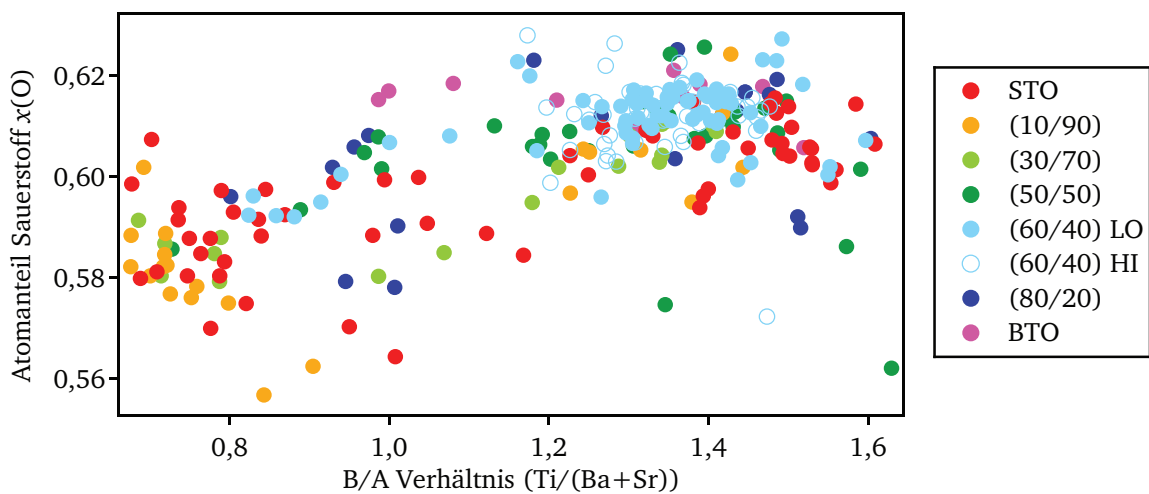 Atomanteil Sauerstoff x(O)
0,62
0,60
0,58
0,56
0,8 1,0 1,2 1,4 1,6
B/A Verhältnis (Ti/(Ba+Sr))
STO
(10/90)
(30/70)
(50/50)
(60/40) LO
(60/40) HI
(80/20)
BTO